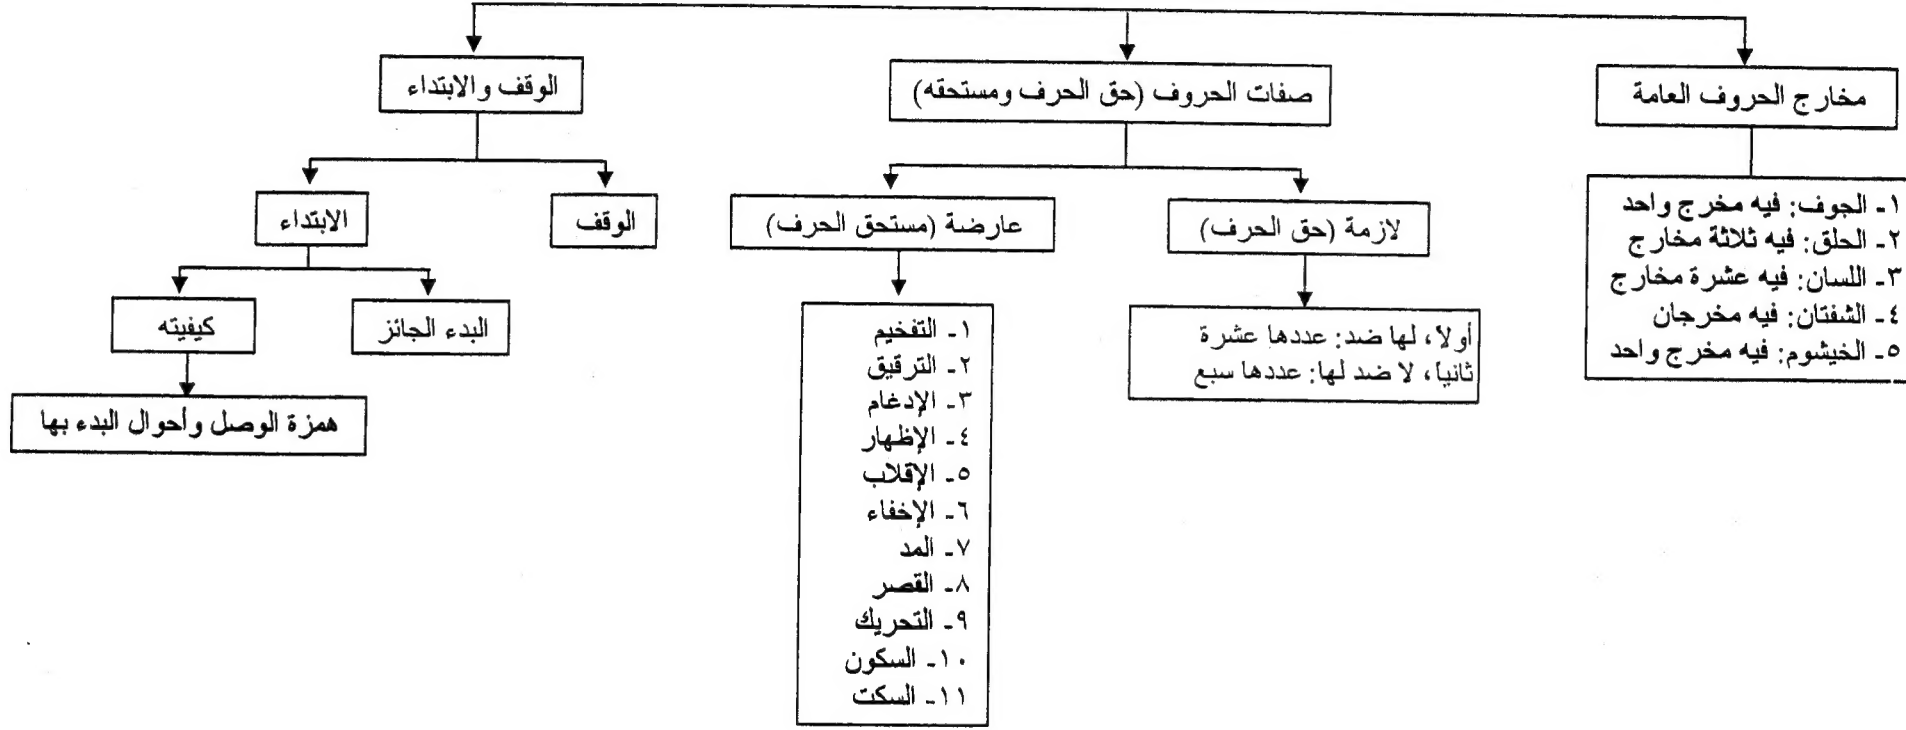 مخارج الحروف العامة
١- الجوف: فيه مخرج واحد
٢- الحلق: فيه ثلاثة مخارج
٣- اللسان: فيه عشرة مخارج
٤- الشفتان: فيه مخرجان
٥- الخيشوم: فيه مخرج واحد
صفات الحروف (حق الحرف ومستحقه)
لازمة (حق الحرف)
أولاً، لها ضد: عددها عشرة
ثانياً، لا ضد لها: عددها سبع
عارضة (مستحق الحرف)
١- التفخيم
٢- الترقيق
٣- الإدغام
٤- الإظهار
٥- الإقلاب
٦- الإخفاء
٧- المد
٨- القصر
٩- التحريك
١٠- السكون
١١- السكت
الوقف والابتداء
الوقف
الابتداء
البدء الجائز
كيفيته
همزة الوصل وأحوال البدء بها